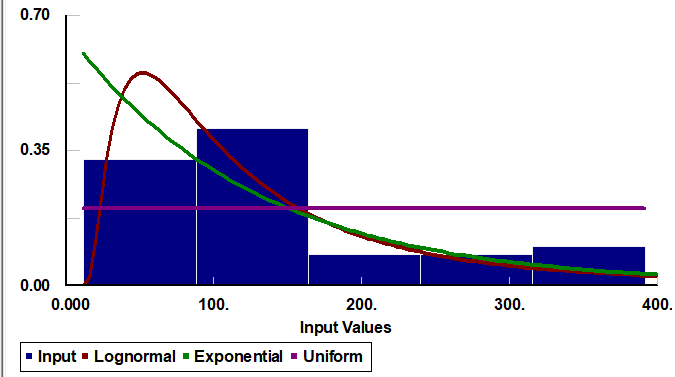 0.70
0.35
0.00
0.000 100. 200. 300. 400.
Input Values
Input Lognormal Exponential Uniform